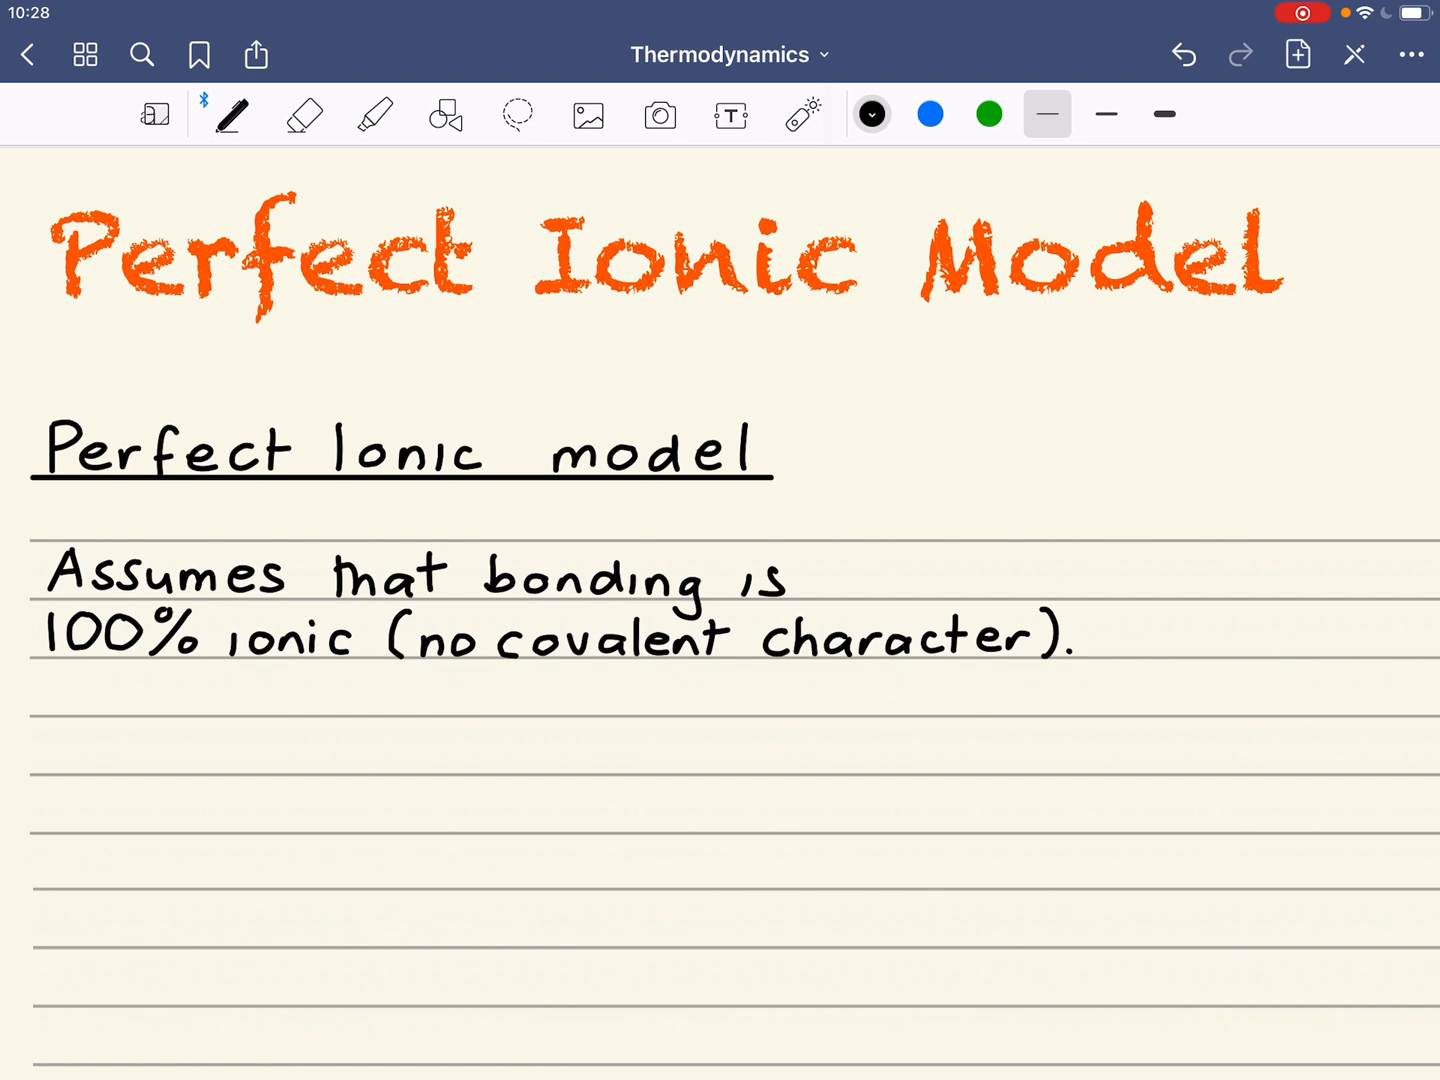 10:28
Thermodynamics
Perfect Ionic Model
Perfect Ionic model
Assumes that bonding is
100% ionic (no covalent character).